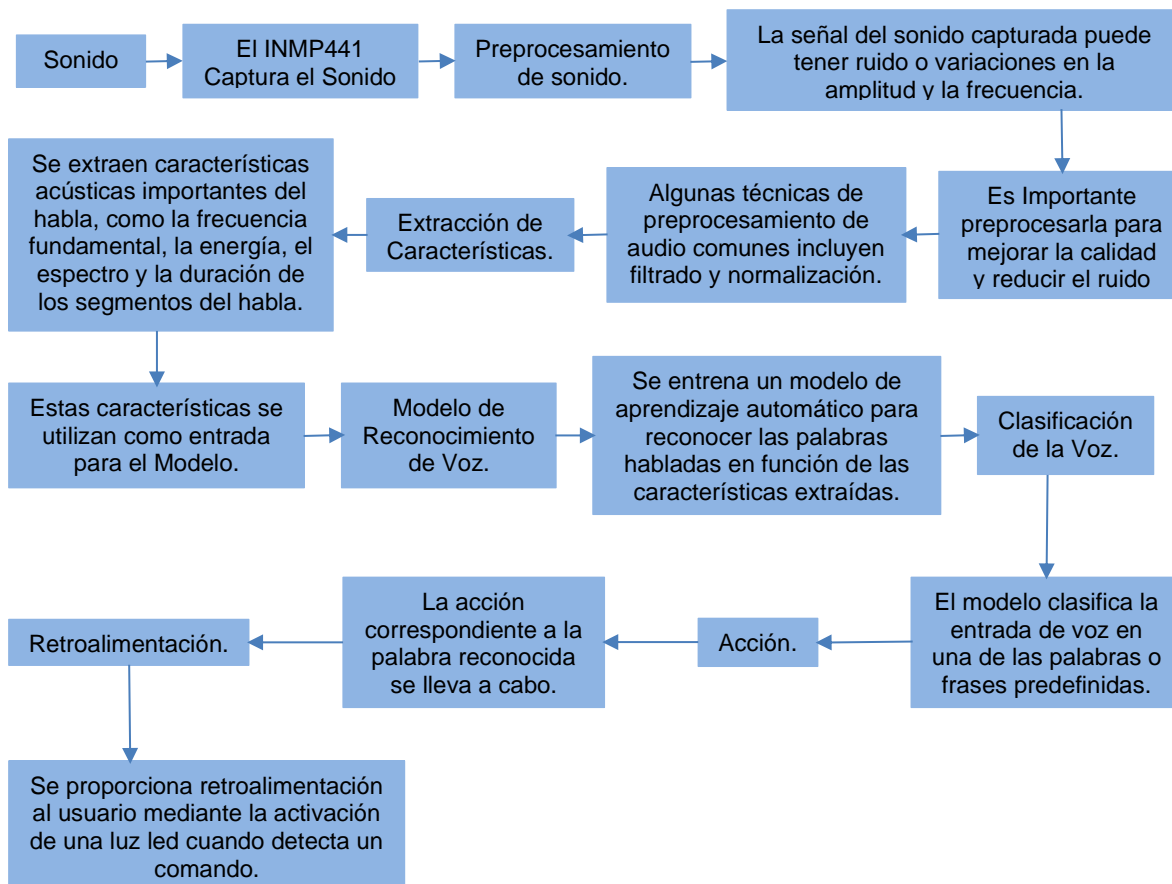 Sonido
El INMP441
Captura el Sonido
Preprocesamiento
de sonido.
La señal del sonido capturada puede
tener ruido o variaciones en la
amplitud y la frecuencia.
Es Importante
preprocesarla para
mejorar la calidad
y reducir el ruido
Algunas técnicas de
preprocesamiento de
audio comunes incluyen
filtrado y normalización.
Extracción de
Características.
Se extraen características
acústicas importantes del
habla, como la frecuencia
fundamental, la energía, el
espectro y la duración de
los segmentos del habla.
Estas características se
utilizan como entrada
para el Modelo.
Modelo de
Reconocimiento
de Voz.
Se entrena un modelo de
aprendizaje automático para
reconocer las palabras
habladas en función de las
características extraídas.
Clasificación
de la Voz.
El modelo clasifica la
entrada de voz en
una de las palabras o
frases predefinidas.
Acción.
La acción
correspondiente a la
palabra reconocida
se lleva a cabo.
Retroalimentación.
Se proporciona retroalimentación
al usuario mediante la activación
de una luz led cuando detecta un
comando.